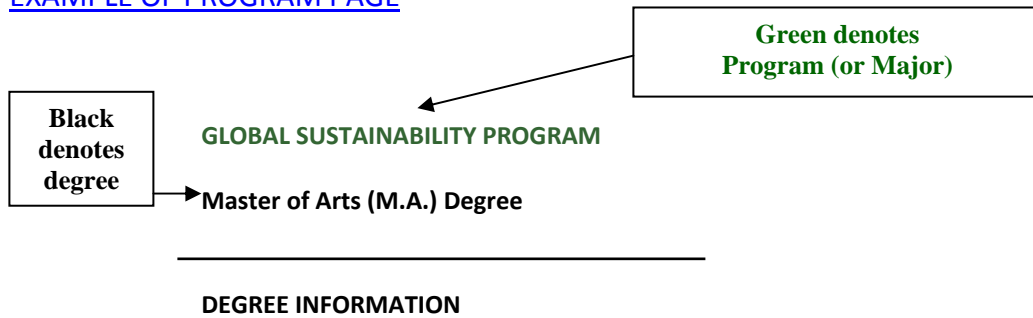 EXAMPLE OF PROGRAM PAGE
Green denotes
Program (or Major)
Black
denotes
degree
GLOBAL SUSTAINABILITY PROGRAM
Master of Arts (M.A.) Degree
DEGREE INFORMATION